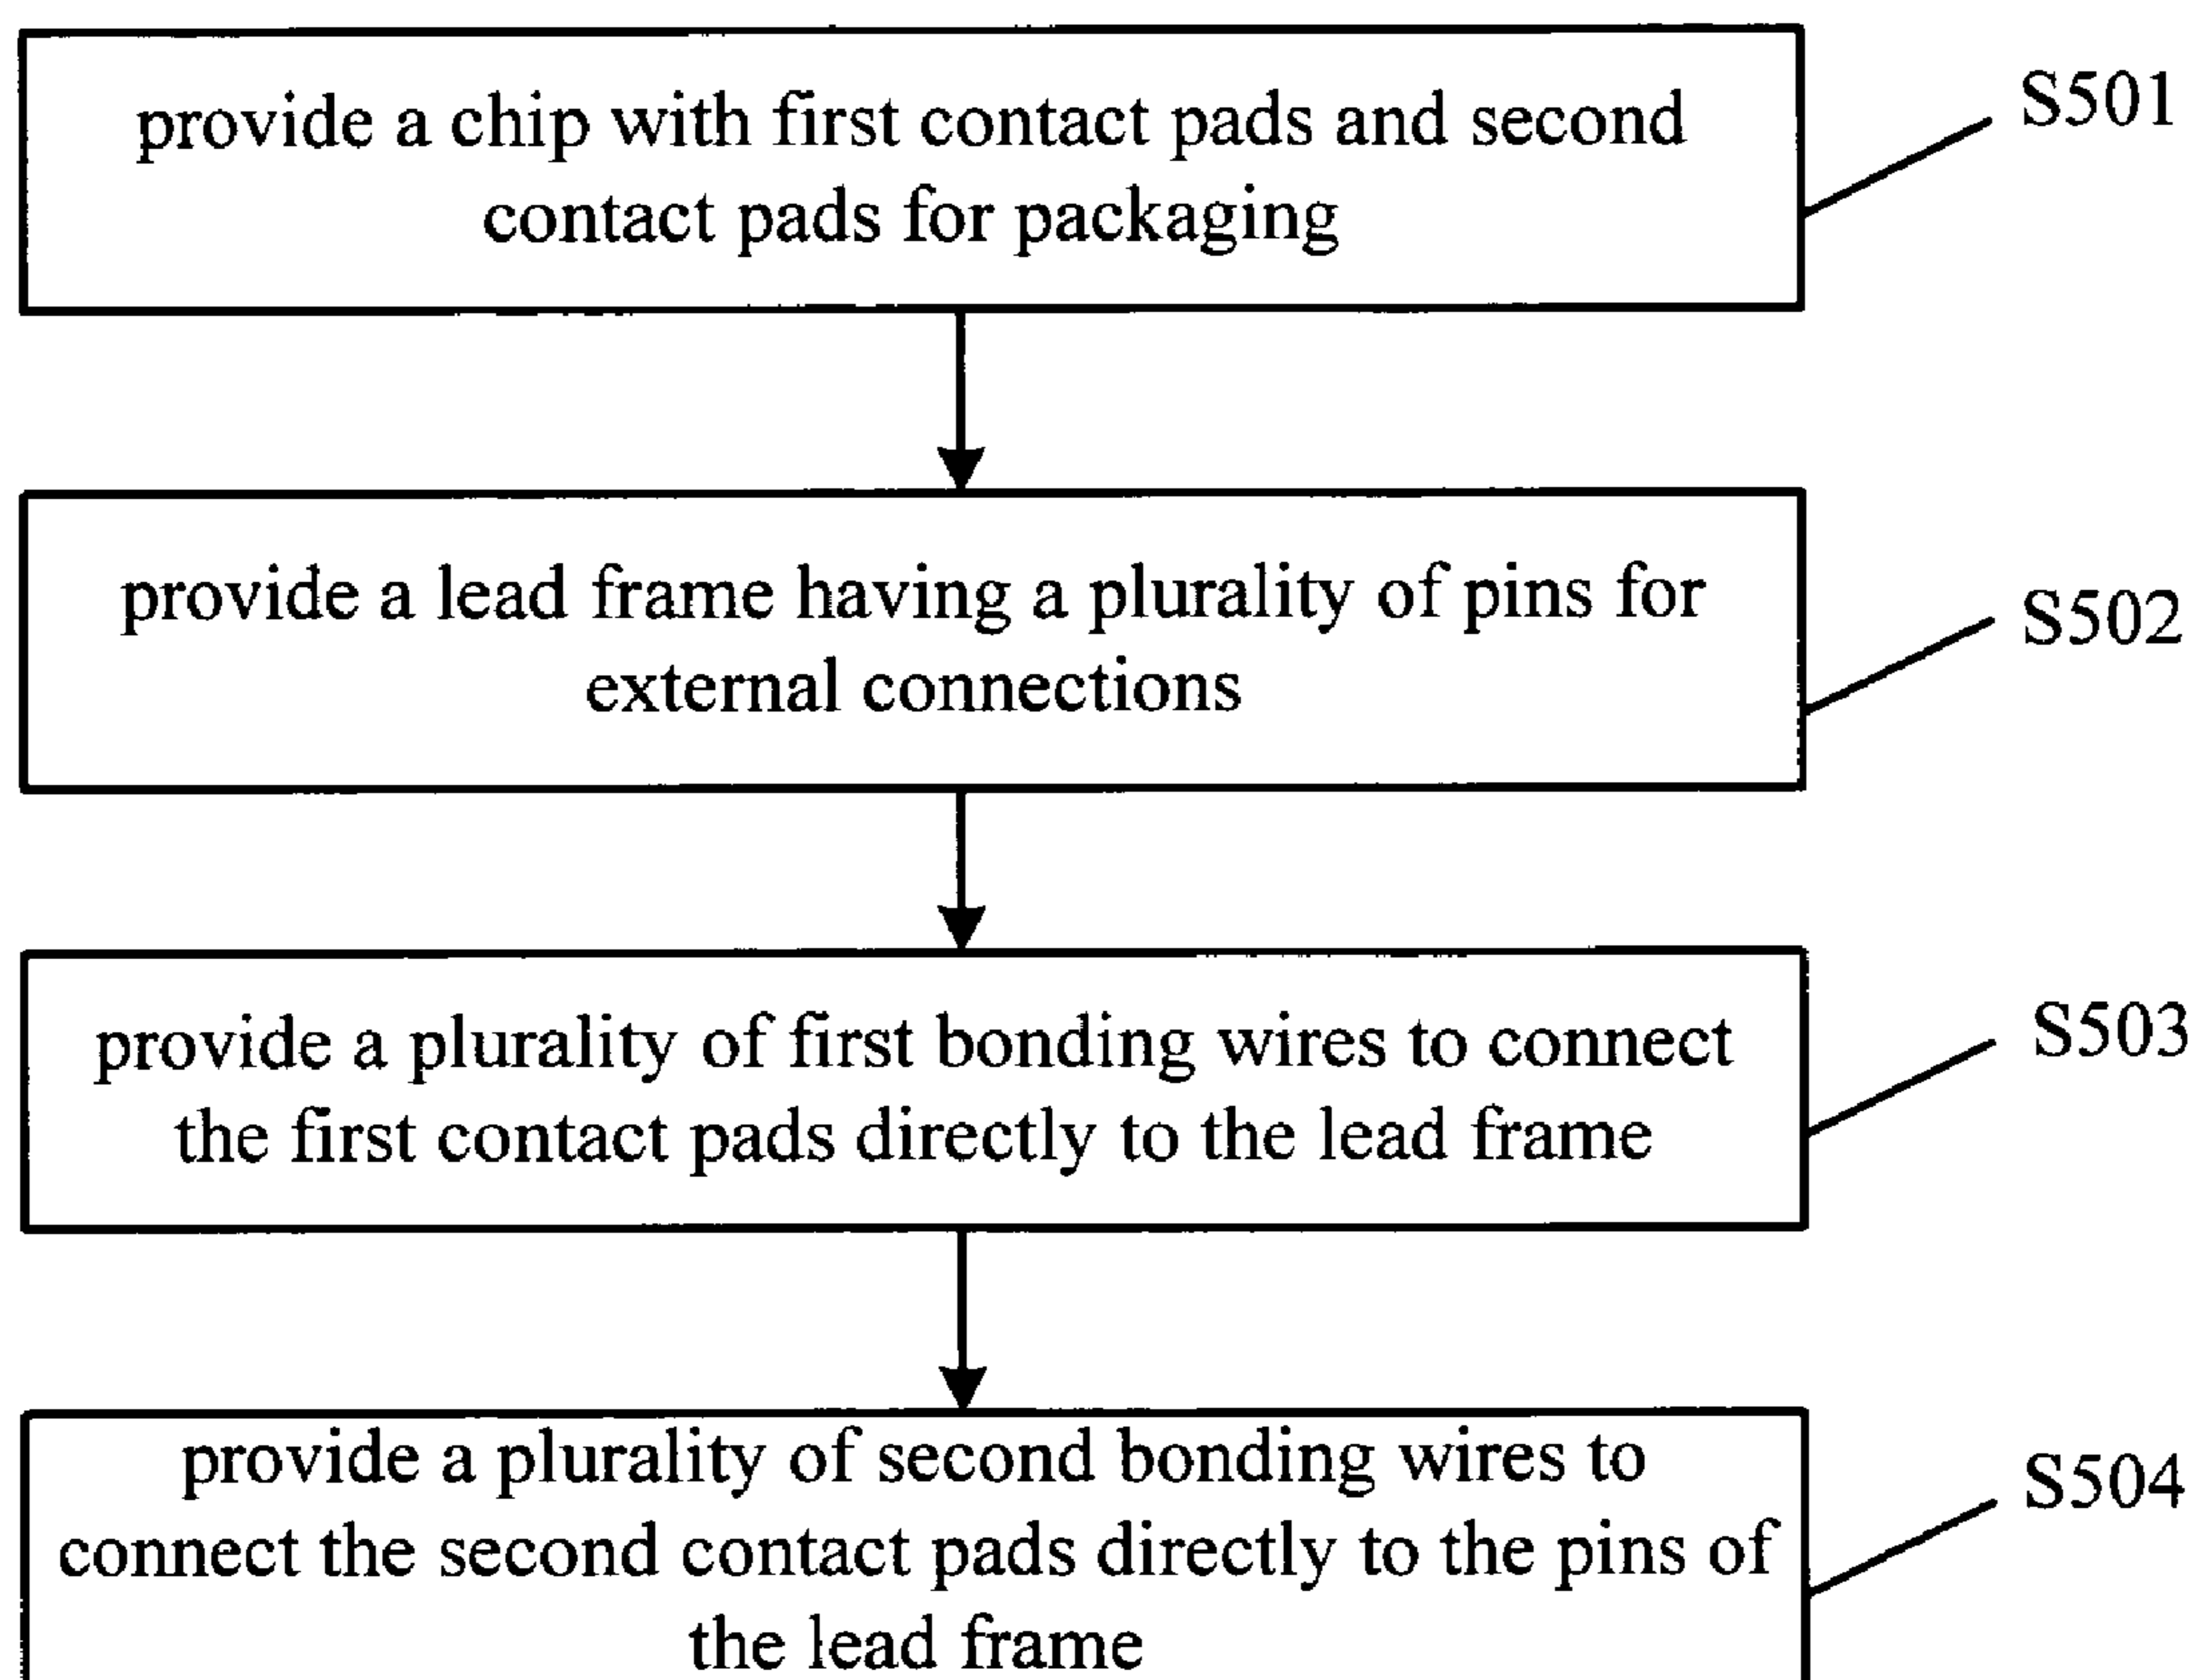 provide a chip with first contact pads and second
contact pads for packaging
S501
provide a lead frame having a plurality of pins for
external connections
S502
provide a plurality of first bonding wires to connect
the first contact pads directly to the lead frame
S503
provide a plurality of second bonding wires to
connect the second contact pads directly to the pins of
the lead frame
S504